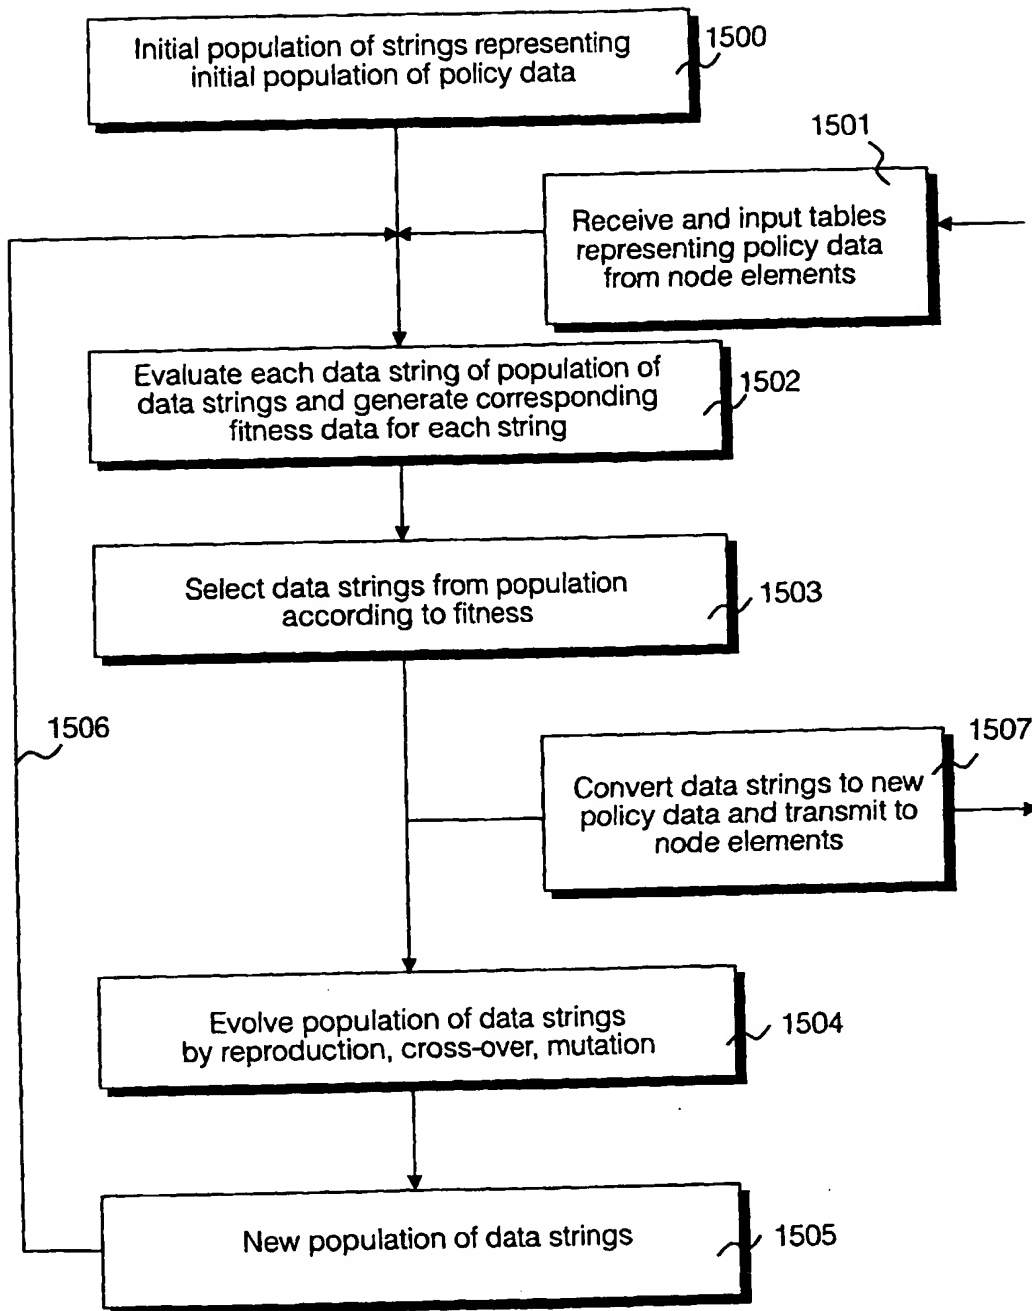 Initial population of strings representing
initial population of policy data
1500
1501
Receive and input tables
representing policy data
from node elements
Evaluate each data string of population of
data strings and generate corresponding
fitness data for each string
1502
Select data strings from population
according to fitness
1503
1506
1507
Convert data strings to new
policy data and transmit to
node elements
Evolve population of data strings
by reproduction, cross-over, mutation
1504
New population of data strings
1505